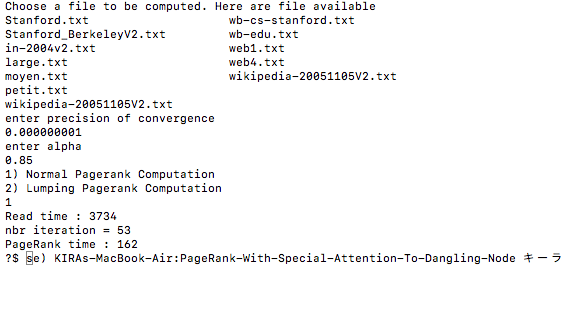 Choose a file to be computed. Here are file available
Stanford.txt wb-cs-stanford.txt
Stanford_BerkeleyV2.txt wb-edu.txt
in-2004v2.txt web1.txt
large.txt web4.txt
moyen.txt wikipedia-20051105V2.txt
petit.txt
wikipedia-20051105V2.txt
enter precision of convergence
0.000000001
enter alpha
0.85
1) Normal Pagerank Computation
2) Lumping Pagerank Computation
1
Read time : 3734
nbr iteration = 53
PageRank time : 162
?$ se) KIRAs-MacBook-Air:PageRank-With-Special-Attention-To-Dangling-Node キーラ